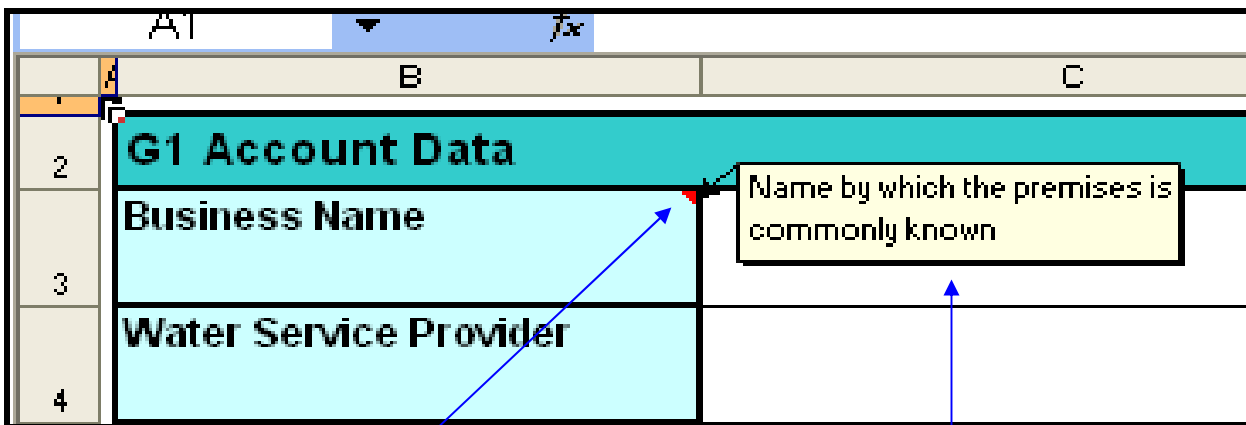 A1 fx
A B C
1
2 G1 Account Data
Name by which the premises is
commonly known
3 Business Name
4 Water Service Provider